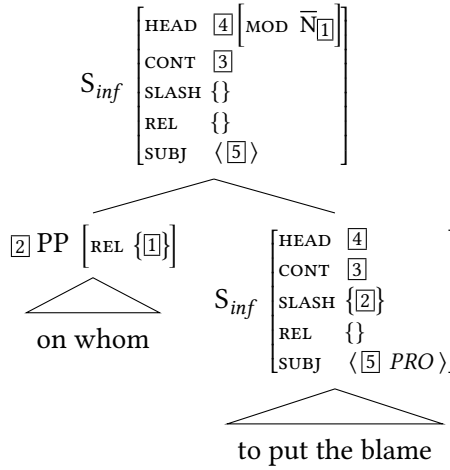 S_inf [HEAD [4] [MOD N̅[1]]
CONT [3]
SLASH {}
REL {}
SUBJ ⟨ [5] ⟩]
[2] PP [REL {[1]}]
on whom
S_inf [HEAD [4]
CONT [3]
SLASH {[2]}
REL {}
SUBJ ⟨ [5] PRO ⟩
to put the blame